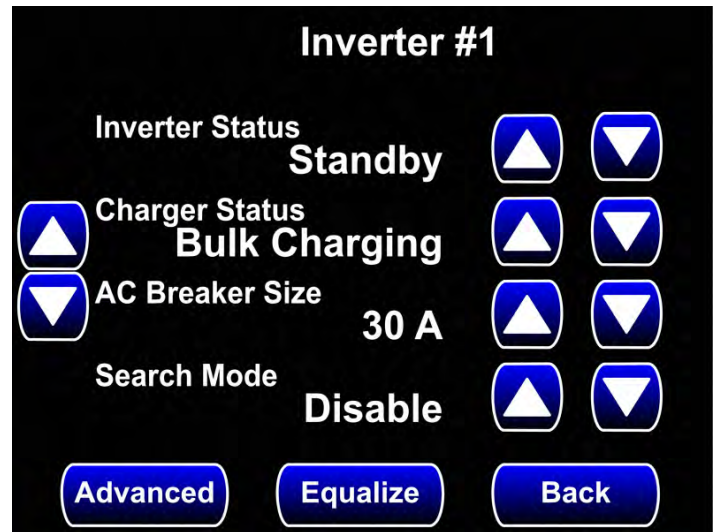 Inverter #1
Inverter Status
Standby
Charger Status
Bulk Charging
AC Breaker Size
30 A
Search Mode
Disable
Advanced
Equalize
Back